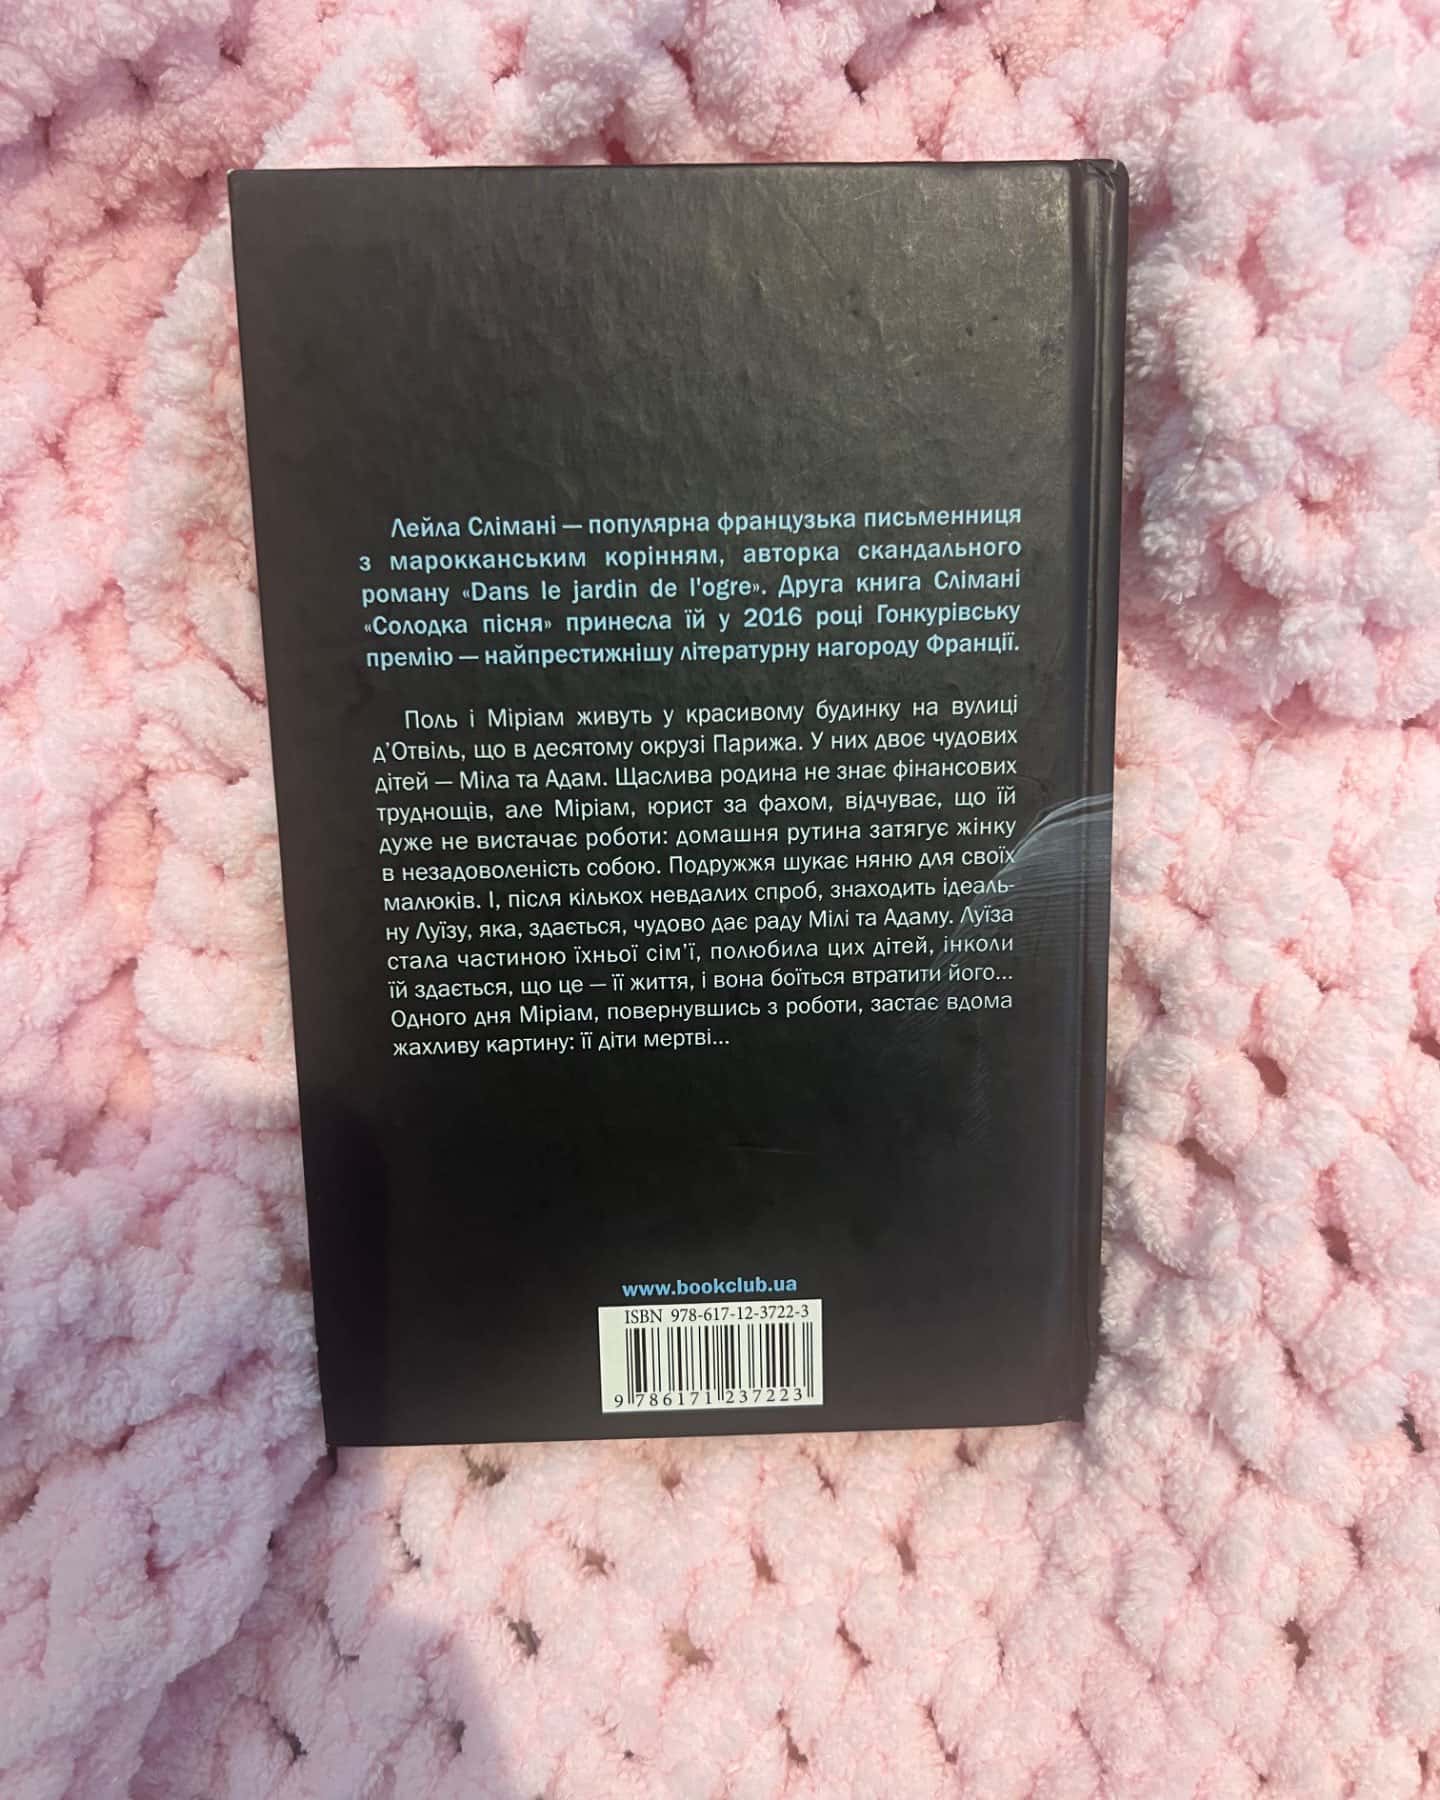 Лейла Слімані — популярна французька письменниця
з марокканським корінням, авторка скандального
роману «Dans le jardin de l'ogre». Друга книга Слімані
«Солодка пісня» принесла їй у 2016 році Гонкурівську
премію — найпрестижнішу літературну нагороду Франції.
Поль і Міріам живуть у красивому будинку на вулиці
д’Отвіль, що в десятому окрузі Парижа. У них двоє чудових
дітей — Міла та Адам. Щаслива родина не знає фінансових
труднощів, але Міріам, юрист за фахом, відчуває, що їй
дуже не вистачає роботи: домашня рутина затягує жінку
в незадоволеність собою. Подружжя шукає няню для своїх
малюків. І, після кількох невдалих спроб, знаходить ідеаль-
ну Луїзу, яка, здається, чудово дає раду Мілі та Адаму. Луїза
стала частиною їхньої сім’ї, полюбила цих дітей, інколи
їй здається, що це — її життя, і вона боїться втратити його...
Одного дня Міріам, повернувшись з роботи, застає вдома
жахливу картину: її діти мертві...
www.bookclub.ua
ISBN 978-617-12-3722-3
9 786171 237223